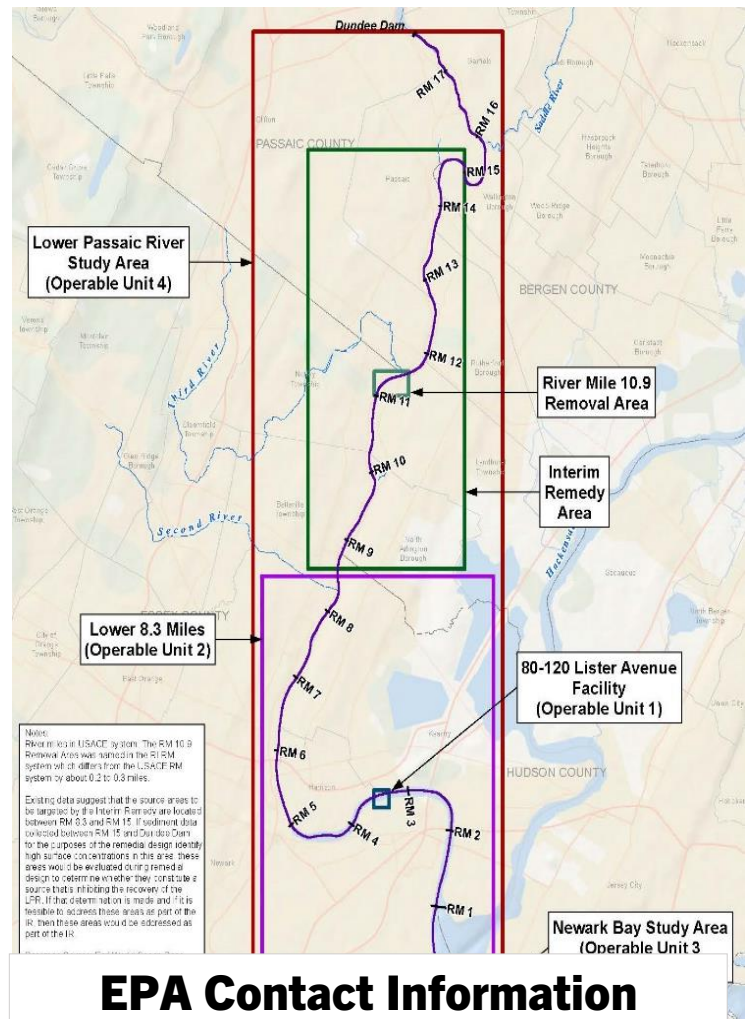 Dundee Dam
RM 17
RM 16
Saddle River
PASSAIC COUNTY
Clifton
Passaic
RM 15
RM 14
Lower Passaic River
Study Area
(Operable Unit 4)
RM 13
BERGEN COUNTY
RM 12
Third River
River Mile 10.9
Removal Area
RM 11
RM 10
Interim
Remedy
Area
Second River
RM 9
North
Arlington
Borough
Secaucus
ESSEX COUNTY
RM 8
Lower 8.3 Miles
(Operable Unit 2)
80-120 Lister Avenue
Facility
(Operable Unit 1)
East Orange
RM 7
Kearny
RM 6
HUDSON COUNTY
Harrison
RM 5
RM 4
RM 3
RM 2
Newark
Jersey City
RM 1
Notes:
River miles in USACE system. The RM 10.9
Removal Area was named in the RI RM
system which differs from the USACE RM
system by about 0.2 to 0.3 miles.
Existing data suggest that the source areas to
be targeted by the Interim Remedy are located
between RM 8.3 and RM 15. If sediment data
collected between RM 15 and Dundee Dam
for the purposes of the remedial design identify
high surface concentrations in this area, these
areas would be evaluated during remedial
design to determine whether they constitute a
source that is inhibiting the recovery of the
LPR. If that determination is made and if it is
feasible to address these areas as part of the
IR, then these areas would be addressed as
part of the IR.
Newark Bay Study Area
(Operable Unit 3
EPA Contact Information